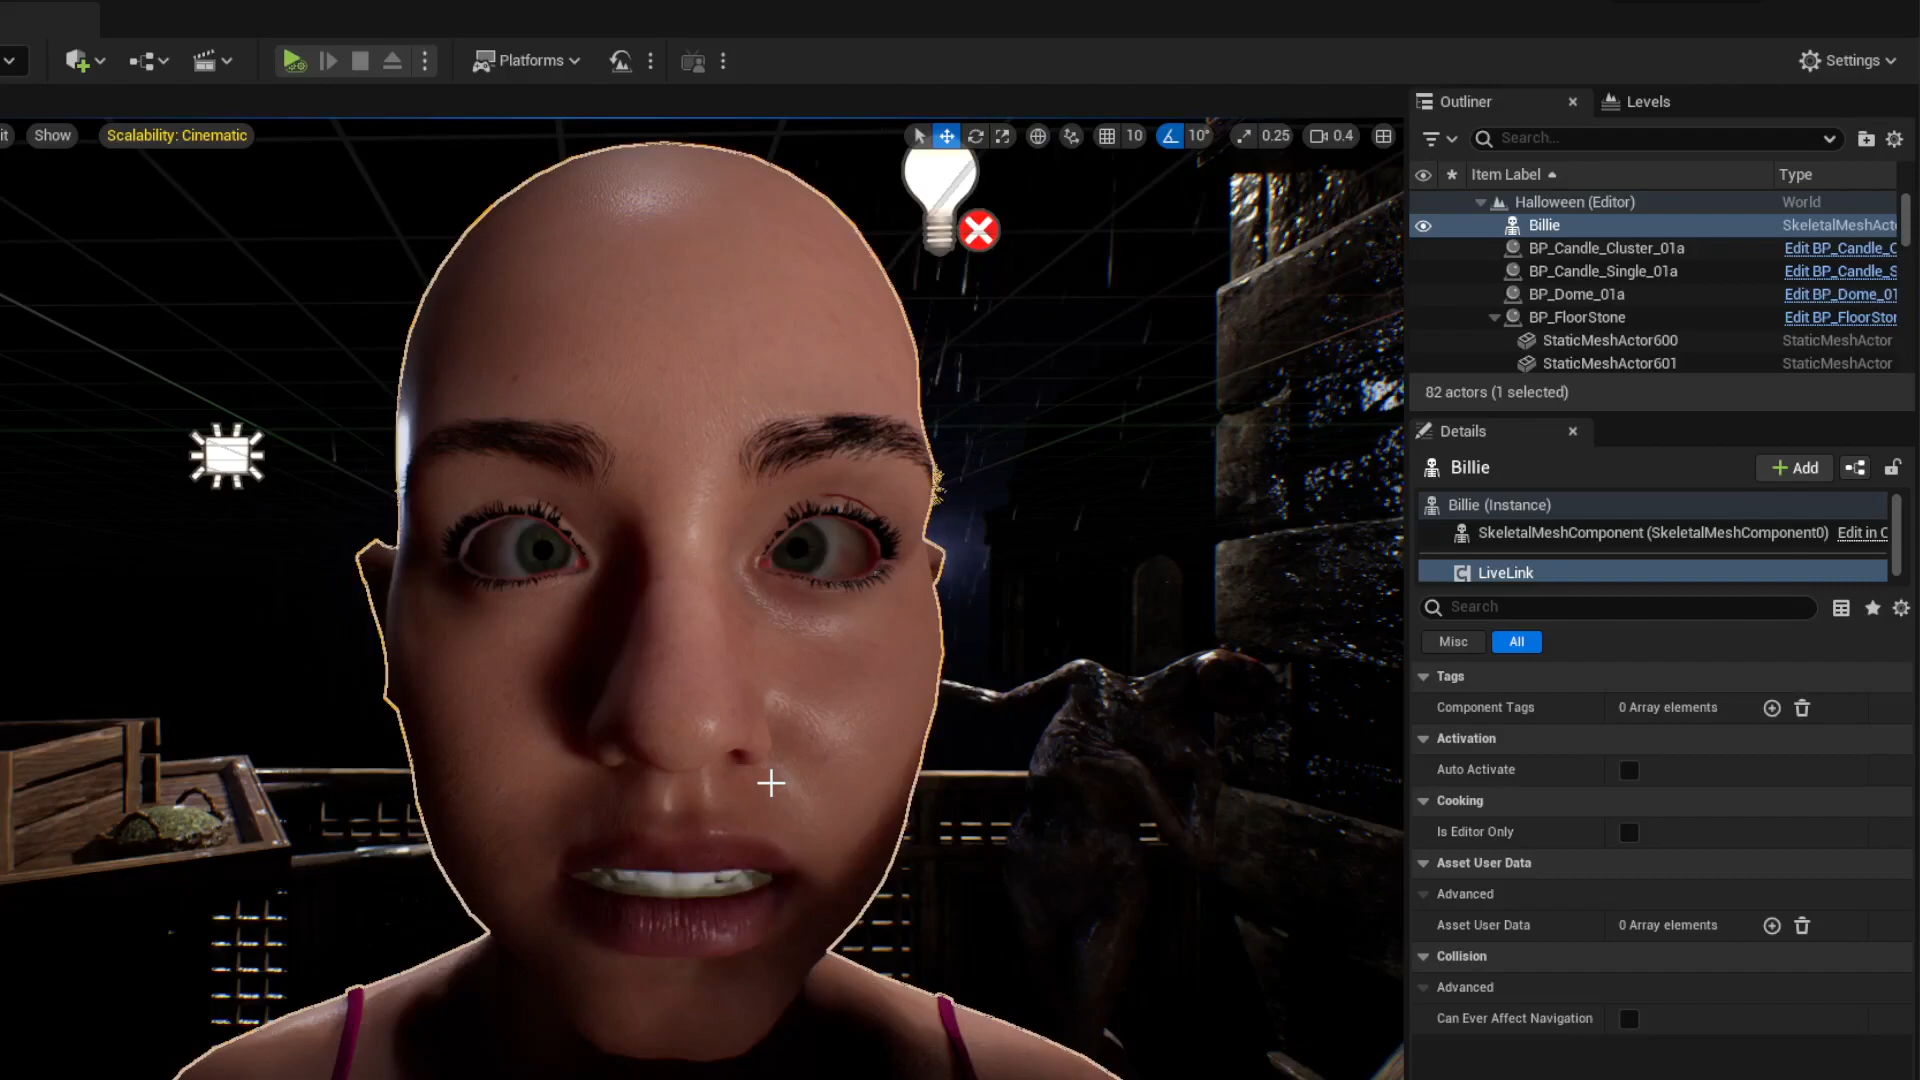 Platforms
Settings
it
Show
Scalability: Cinematic
10
10°
0.25
0.4
Outliner
Levels
Search...
Item Label
Type
Halloween (Editor)
World
Billie
SkeletalMeshActo
BP_Candle_Cluster_01a
Edit BP_Candle_C
BP_Candle_Single_01a
Edit BP_Candle_S
BP_Dome_01a
Edit BP_Dome_01
BP_FloorStone
Edit BP_FloorStor
StaticMeshActor600
StaticMeshActor
StaticMeshActor601
StaticMeshActor
82 actors (1 selected)
Details
Billie
Add
Billie (Instance)
SkeletalMeshComponent (SkeletalMeshComponent0)
Edit in C
LiveLink
Search
Misc
All
Tags
Component Tags
0 Array elements
Activation
Auto Activate
Cooking
Is Editor Only
Asset User Data
Advanced
Asset User Data
0 Array elements
Collision
Advanced
Can Ever Affect Navigation